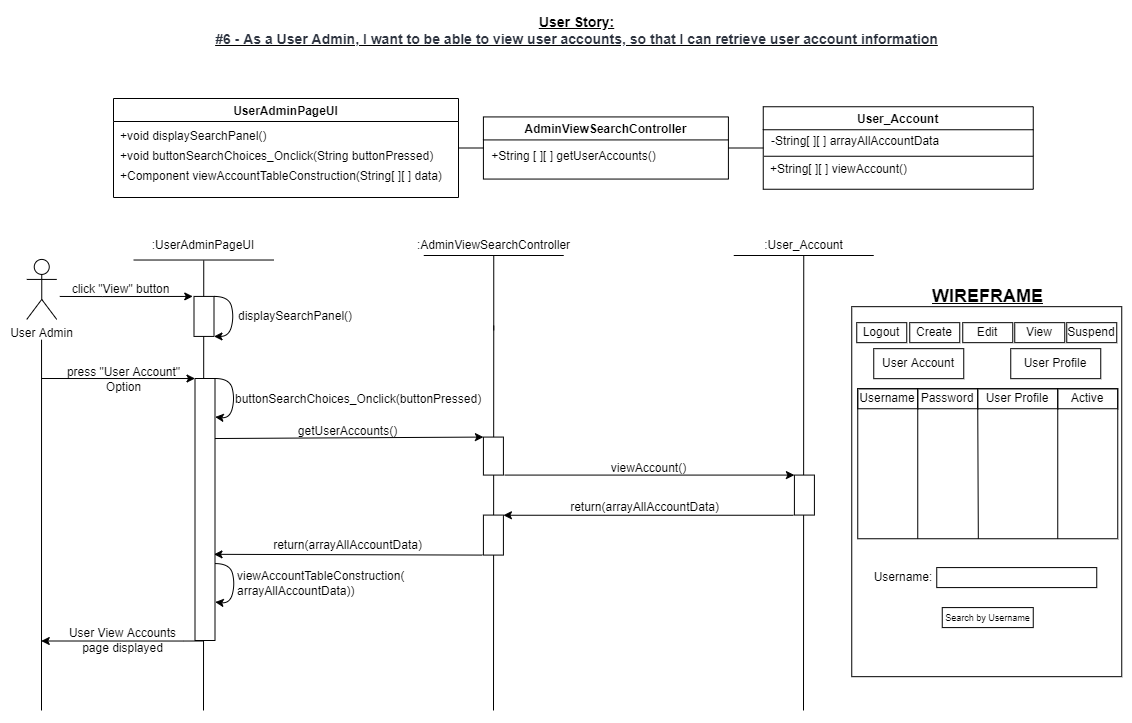 User Story:
#6 - As a User Admin, I want to be able to view user accounts, so that I can retrieve user account information
UserAdminPageUI
+void displaySearchPanel()
+void buttonSearchChoices_Onclick(String buttonPressed)
+Component viewAccountTableConstruction(String[ ][ ] data)
AdminViewSearchController
+String [ ][ ] getUserAccounts()
User_Account
-String[ ][ ] arrayAllAccountData
+String[ ][ ] viewAccount()
:UserAdminPageUI
:AdminViewSearchController
:User_Account
User Admin
click "View" button
displaySearchPanel()
press "User Account"
Option
buttonSearchChoices_Onclick(buttonPressed)
getUserAccounts()
viewAccount()
return(arrayAllAccountData)
return(arrayAllAccountData)
viewAccountTableConstruction(
arrayAllAccountData))
User View Accounts
page displayed
WIREFRAME
Logout Create Edit View Suspend
User Account User Profile
Username Password User Profile Active
Username:
Search by Username